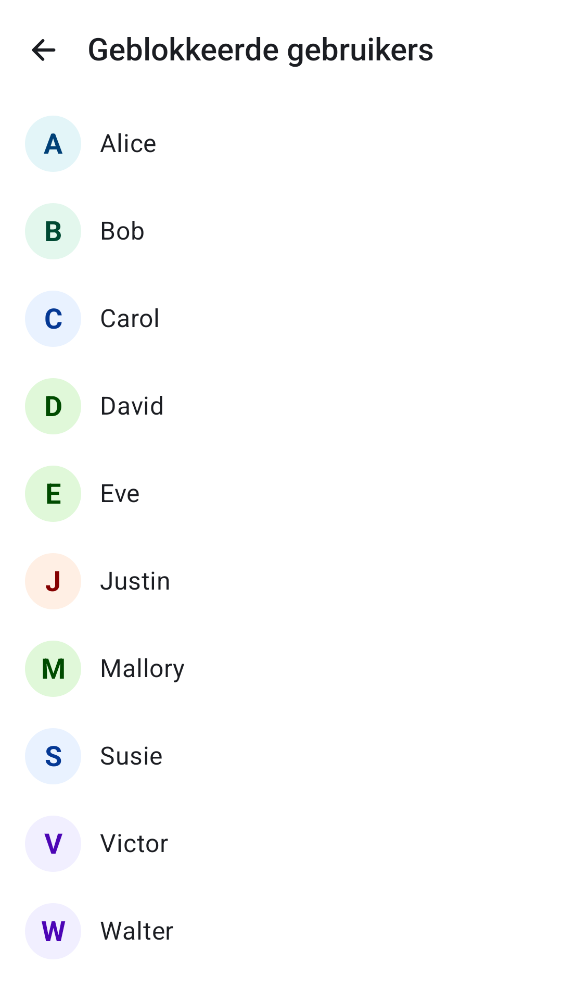 Geblokkeerde gebruikers
A Alice
B Bob
C Carol
D David
E Eve
J Justin
M Mallory
S Susie
V Victor
W Walter